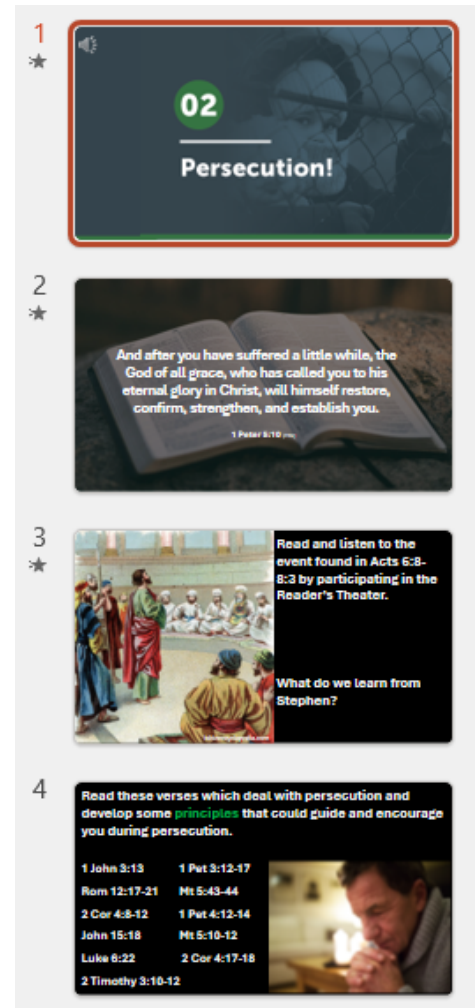 1
02
Persecution!
2
And after you have suffered a little while, the
God of all grace, who has called you to his
eternal glory in Christ, will himself restore,
confirm, strengthen, and establish you.
1 Peter 5:10
3
Read and listen to the
event found in Acts 6:8-
8:3 by participating in the
Reader's Theater.
What do we learn from
Stephen?
4
Read these verses which deal with persecution and
develop some principles that could guide and encourage
you during persecution.
1 John 3:13 1 Pet 3:12-17
Rom 12:17-21 Mt 5:43-44
2 Cor 4:8-12 1 Pet 4:12-14
John 15:18 Mt 5:10-12
Luke 6:22 2 Cor 4:17-18
2 Timothy 3:10-12